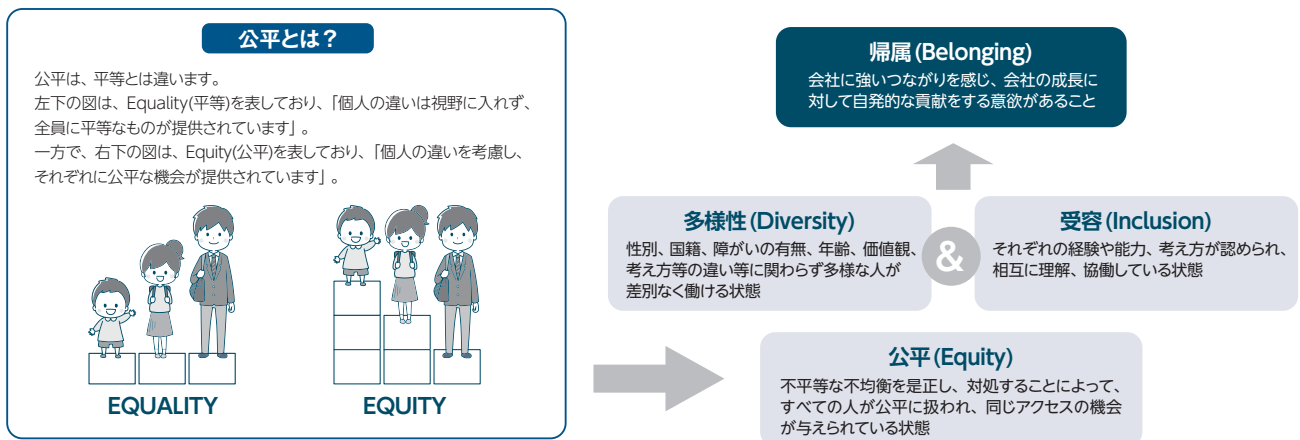 公平とは？
公平は、平等とは違います。
左下の図は、Equality(平等)を表しており、「個人の違いは視野に入れず、
全員に平等なものが提供されています」。
一方で、右下の図は、Equity(公平)を表しており、「個人の違いを考慮し、
それぞれに公平な機会が提供されています」。
EQUALITY
EQUITY
帰属(Belonging)
会社に強いつながりを感じ、会社の成長に
対して自発的な貢献をする意欲があること
多様性(Diversity)
性別、国籍、障がいの有無、年齢、価値観、
考え方等の違い等に関わらず多様な人が
差別なく働ける状態
&
受容(Inclusion)
それぞれの経験や能力、考え方が認められ、
相互に理解、協働している状態
公平(Equity)
不平等な不均衡を是正し、対処することによって、
すべての人が公平に扱われ、同じアクセスの機会
が与えられている状態